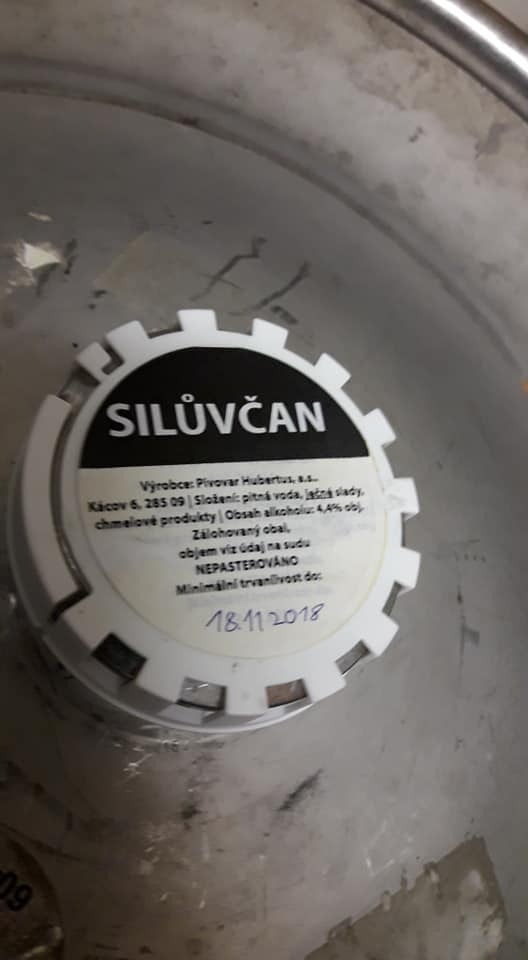 SILŮVČAN
Výrobce: Pivovar Hubertus, a.s..
Kácov 6, 285 09 | Složení: pitná voda, ječné slady,
chmelové produkty | Obsah alkoholu: 4,4% obj.
Zálohovaný obal,
objem viz údaj na sudu
NEPASTEROVÁNO
Minimální trvanlivost do:
18.11 2018